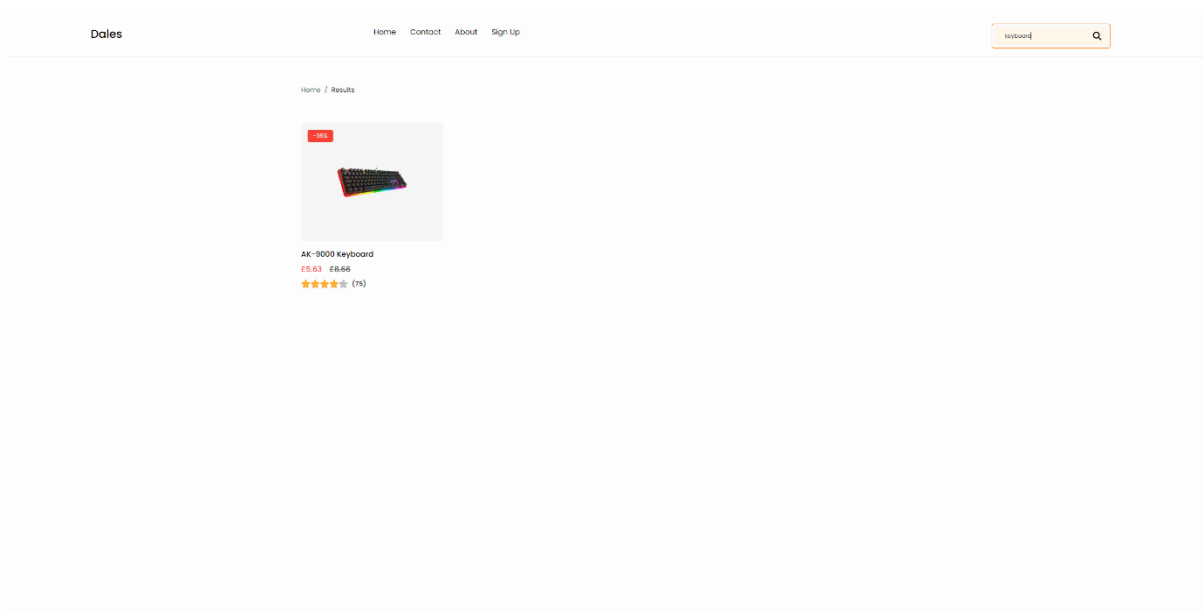 Dales
Home Contact About Sign Up
keyboard
Home / Results
-35%
AK-9000 Keyboard
£5.63 £8.66
(75)